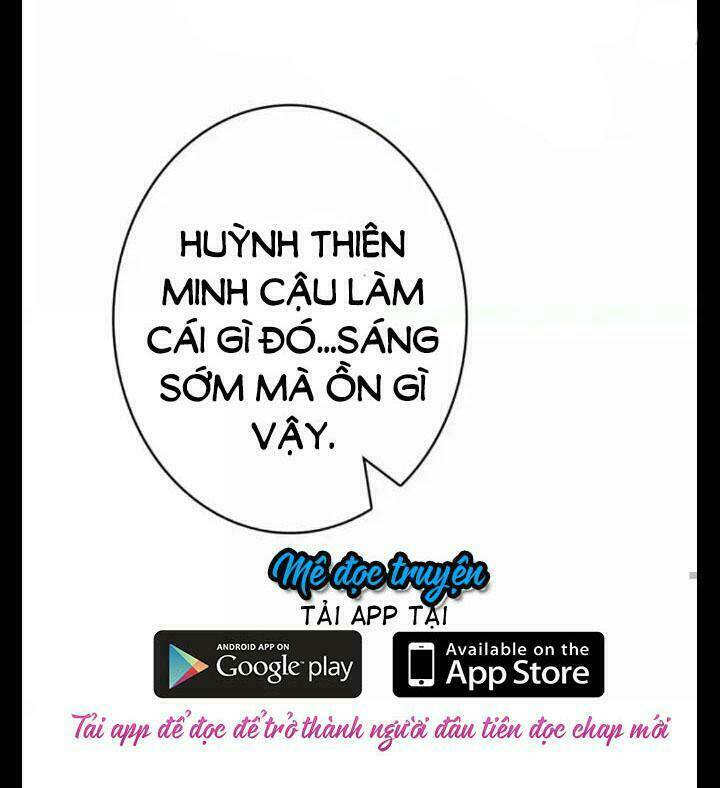 HUỲNH THIÊN
MINH CẬU LÀM
CÁI GÌ ĐÓ...SÁNG
SỚM MÀ ỒN GÌ
VẬY.
Mê đọc truyện
TẢI APP TẠI
ANDROID APP ON
Google play
Available on the
App Store
Tải app để đọc để trở thành người đâu tiên đọc chap mới